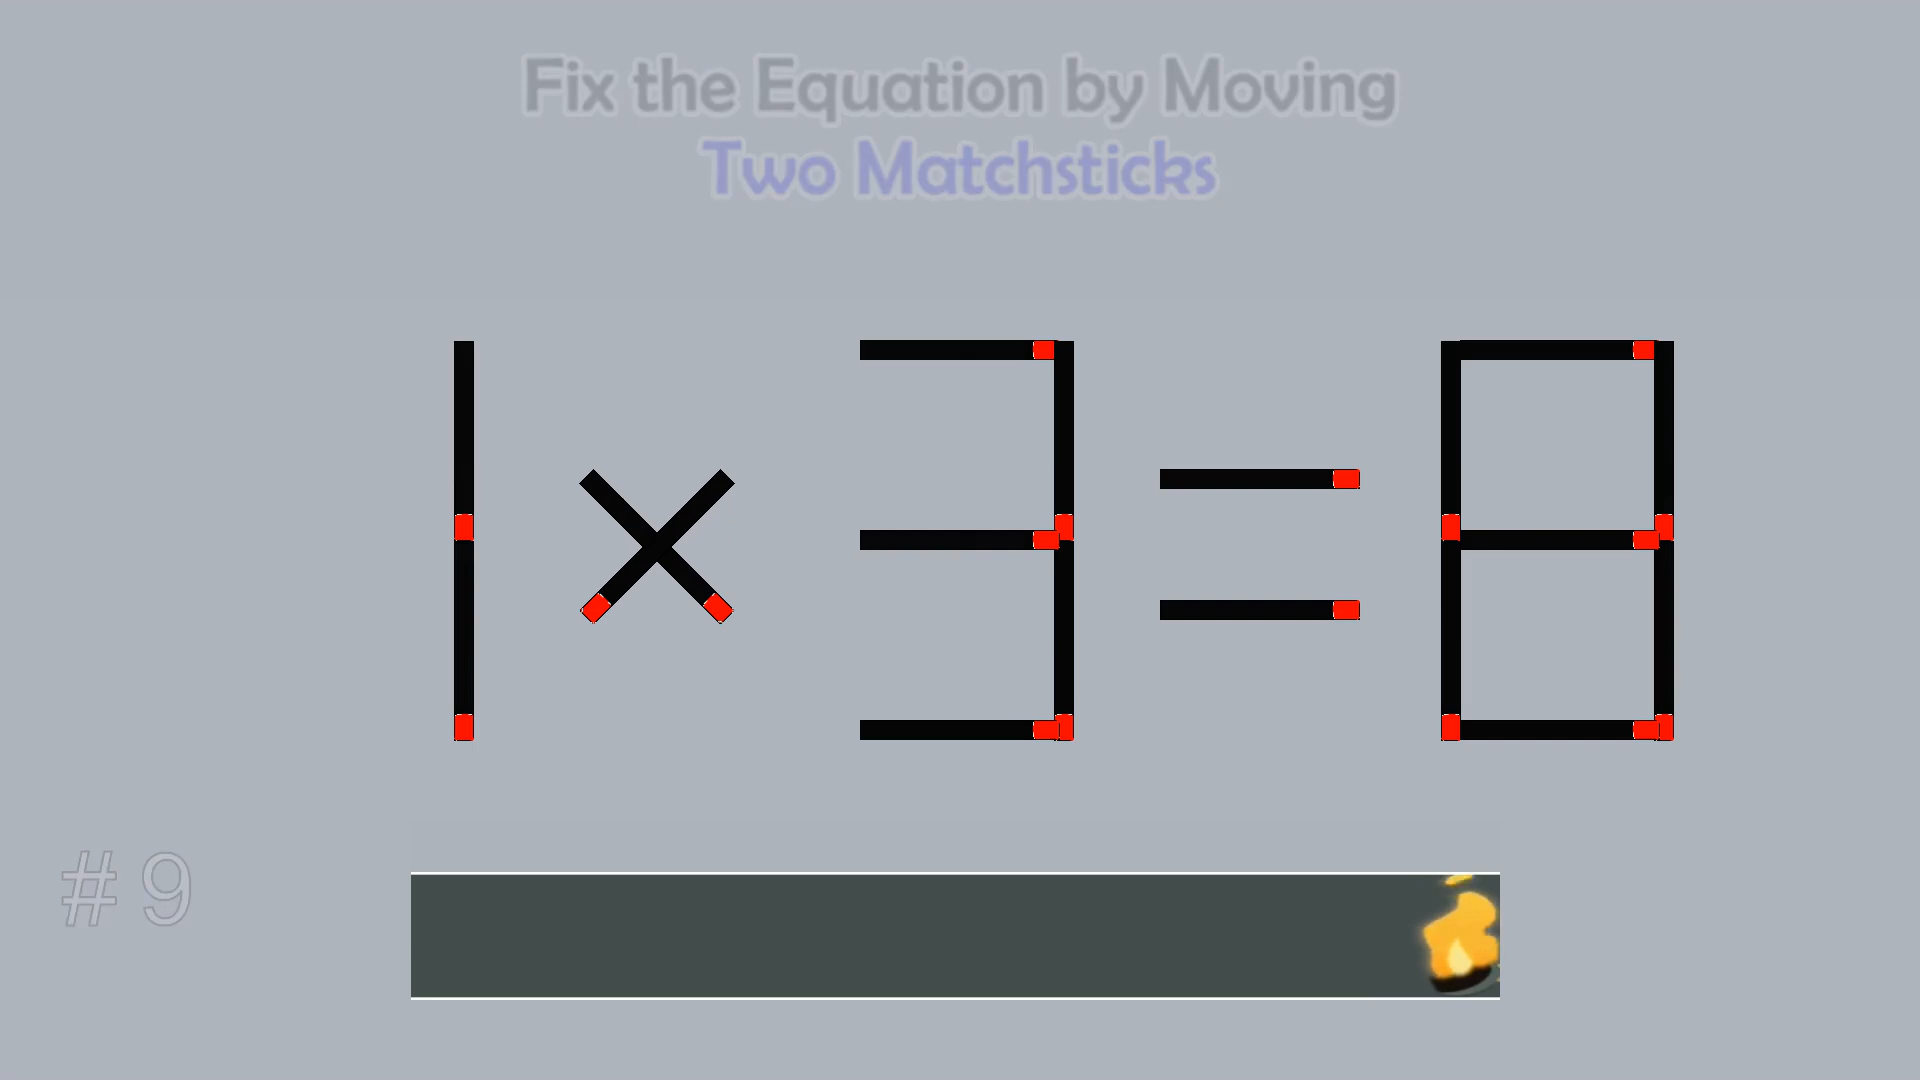 Fix the Equation by Moving
Two Matchsticks
1 × 3 = 8
# 9